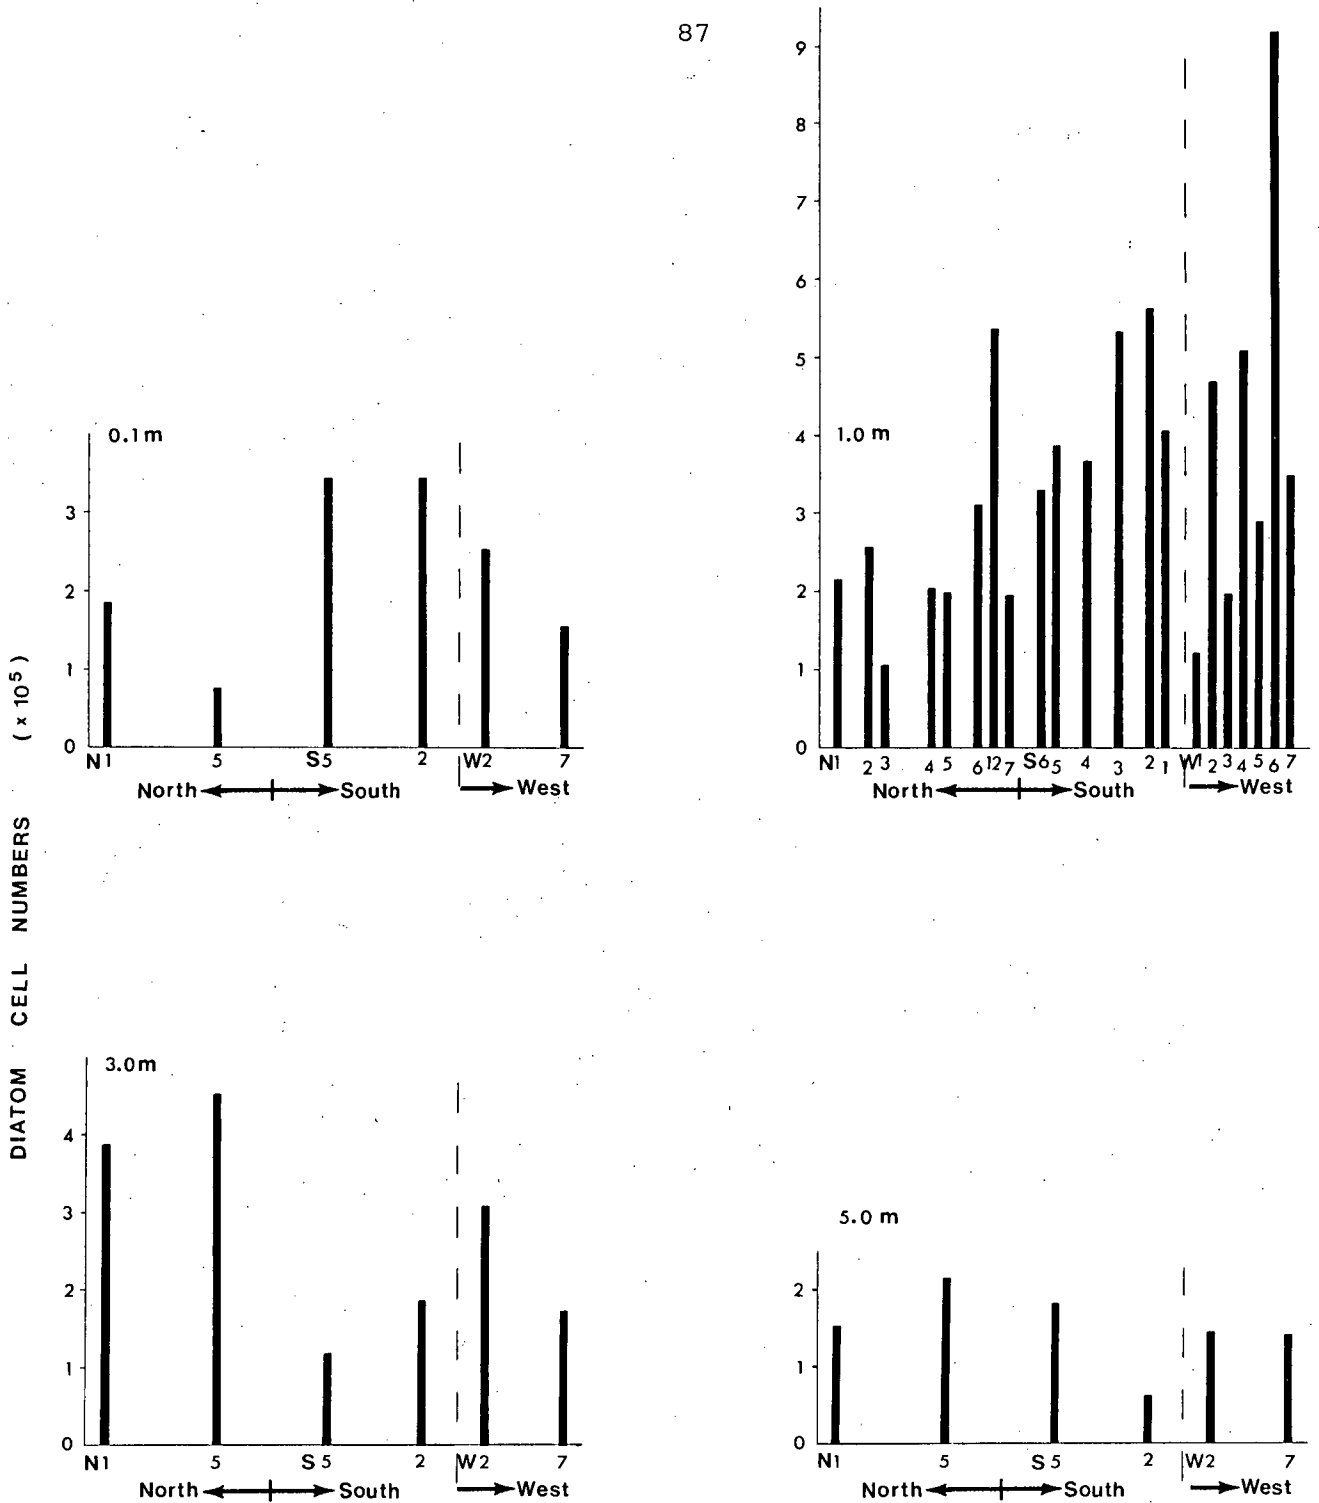 87
DIATOM CELL NUMBERS (x 10⁵)
0.1m
3
2
1
0
N1 5 S5 2 W2 7
North South West
1.0 m
9
8
7
6
5
4
3
2
1
0
N1 2 3 4 5 6 12 7 S6 5 4 3 2 1 W1 2 3 4 5 6 7
North South West
3.0m
4
3
2
1
0
N1 5 S5 2 W2 7
North South West
5.0 m
2
1
0
N1 5 S5 2 W2 7
North South West